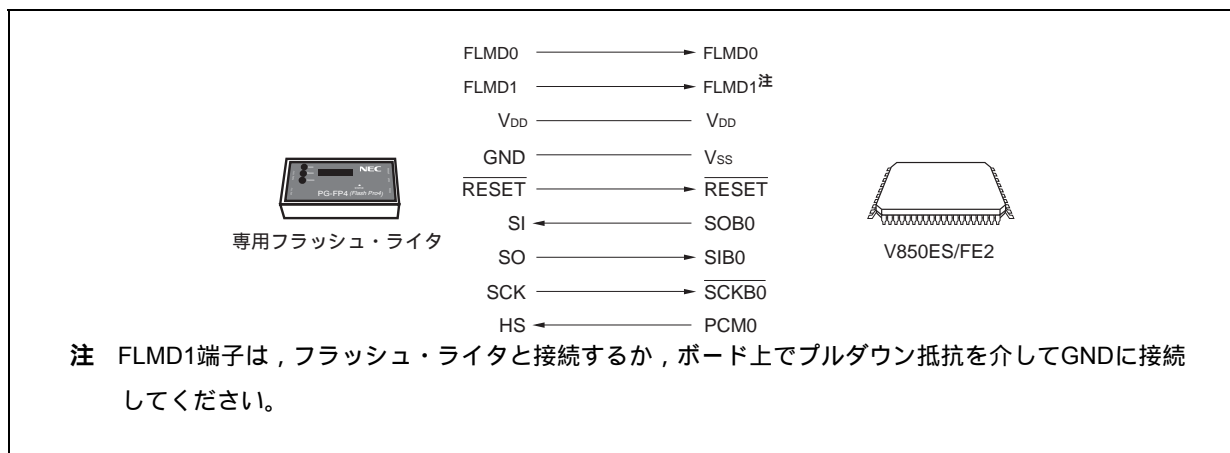 FLMD0 FLMD0
FLMD1 FLMD1注
VDD VDD
GND VSS
RESET RESET
SI SOB0
SO SIB0
SCK SCKB0
HS PCM0
NEC
PG-FP4 (Flash Pro4)
専用フラッシュ・ライタ
V850ES/FE2
注 FLMD1端子は，フラッシュ・ライタと接続するか，ボード上でプルダウン抵抗を介してGNDに接続
してください。